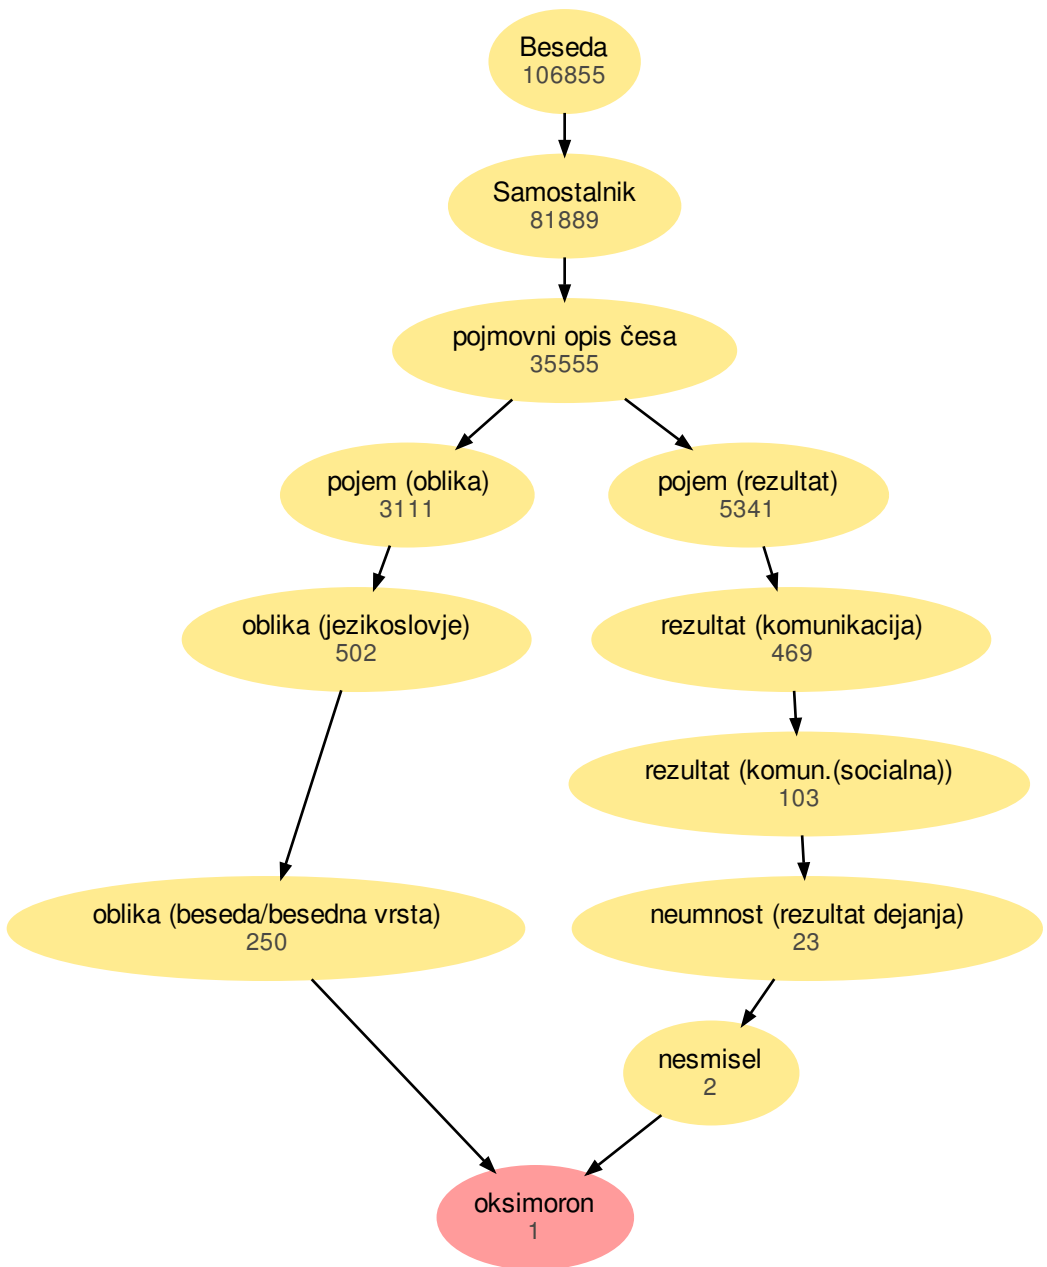 Beseda
106855
Samostalnik
81889
pojmovni opis česa
35555
pojem (oblika)
3111
pojem (rezultat)
5341
oblika (jezikoslovje)
502
rezultat (komunikacija)
469
rezultat (komun.(socialna))
103
oblika (beseda/besedna vrsta)
250
neumnost (rezultat dejanja)
23
nesmisel
2
oksimoron
1